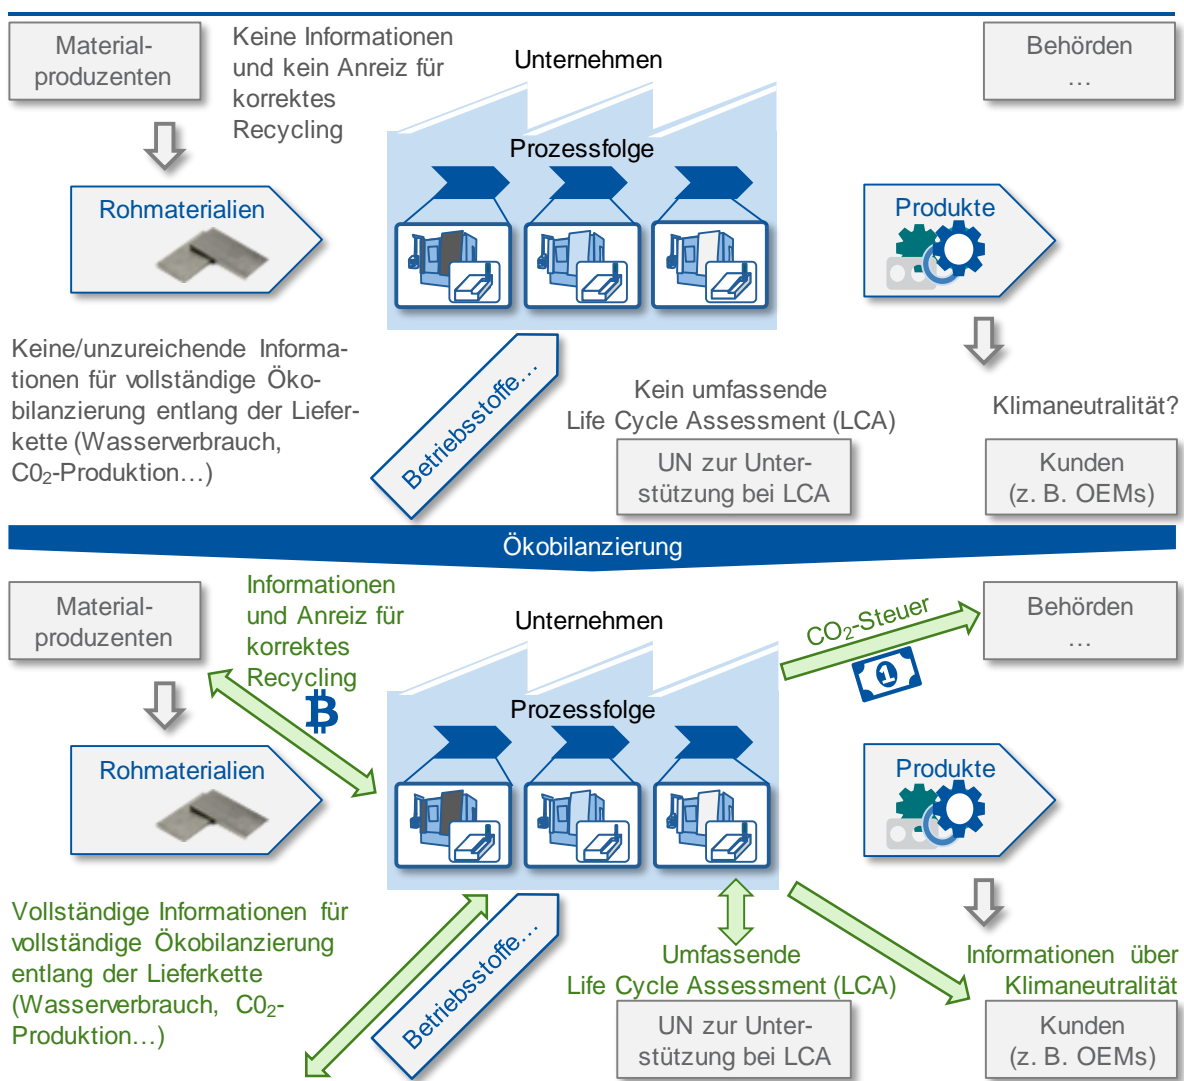 Material-
produzenten
Keine Informationen
und kein Anreiz für
korrektes
Recycling
Unternehmen
Behörden
…
Prozessfolge
Rohmaterialien
Produkte
Keine/unzureichende Informa-
tionen für vollständige Öko-
bilanzierung entlang der Liefer-
kette (Wasserverbrauch,
C0₂-Produktion…)
Betriebsstoffe…
Kein umfassende
Life Cycle Assessment (LCA)
UN zur Unter-
stützung bei LCA
Klimaneutralität?
Kunden
(z. B. OEMs)
Ökobilanzierung
Material-
produzenten
Informationen
und Anreiz für
korrektes
Recycling
Unternehmen
CO₂-Steuer
1
Behörden
…
Prozessfolge
Rohmaterialien
Produkte
Vollständige Informationen für
vollständige Ökobilanzierung
entlang der Lieferkette
(Wasserverbrauch, C0₂-
Produktion…)
Betriebsstoffe…
Umfassende
Life Cycle Assessment (LCA)
UN zur Unter-
stützung bei LCA
Informationen über
Klimaneutralität
Kunden
(z. B. OEMs)